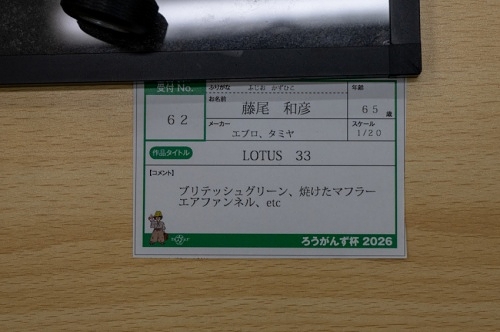 受付 No.
ふりがな ふじお かずひこ 年齢
お名前
62 藤尾 和彦 65歳
メーカー スケール
エブロ、タミヤ 1/20
作品タイトル LOTUS 33
【コメント】
ブリテッシュグリーン、焼けたマフラー
エアファンネル、etc
ろうがんず杯 2026